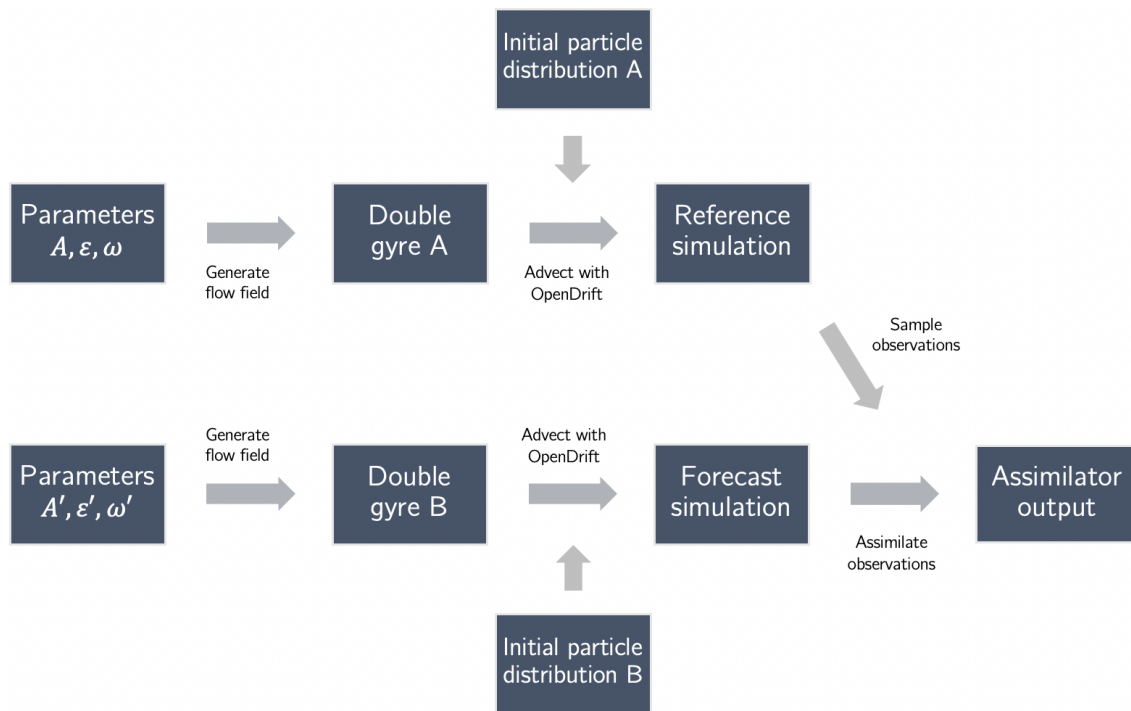 Initial particle
distribution A
Parameters
A, ε, ω
Generate
flow field
Double
gyre A
Advect with
OpenDrift
Reference
simulation
Sample
observations
Parameters
A′, ε′, ω′
Generate
flow field
Double
gyre B
Advect with
OpenDrift
Forecast
simulation
Assimilate
observations
Assimilator
output
Initial particle
distribution B